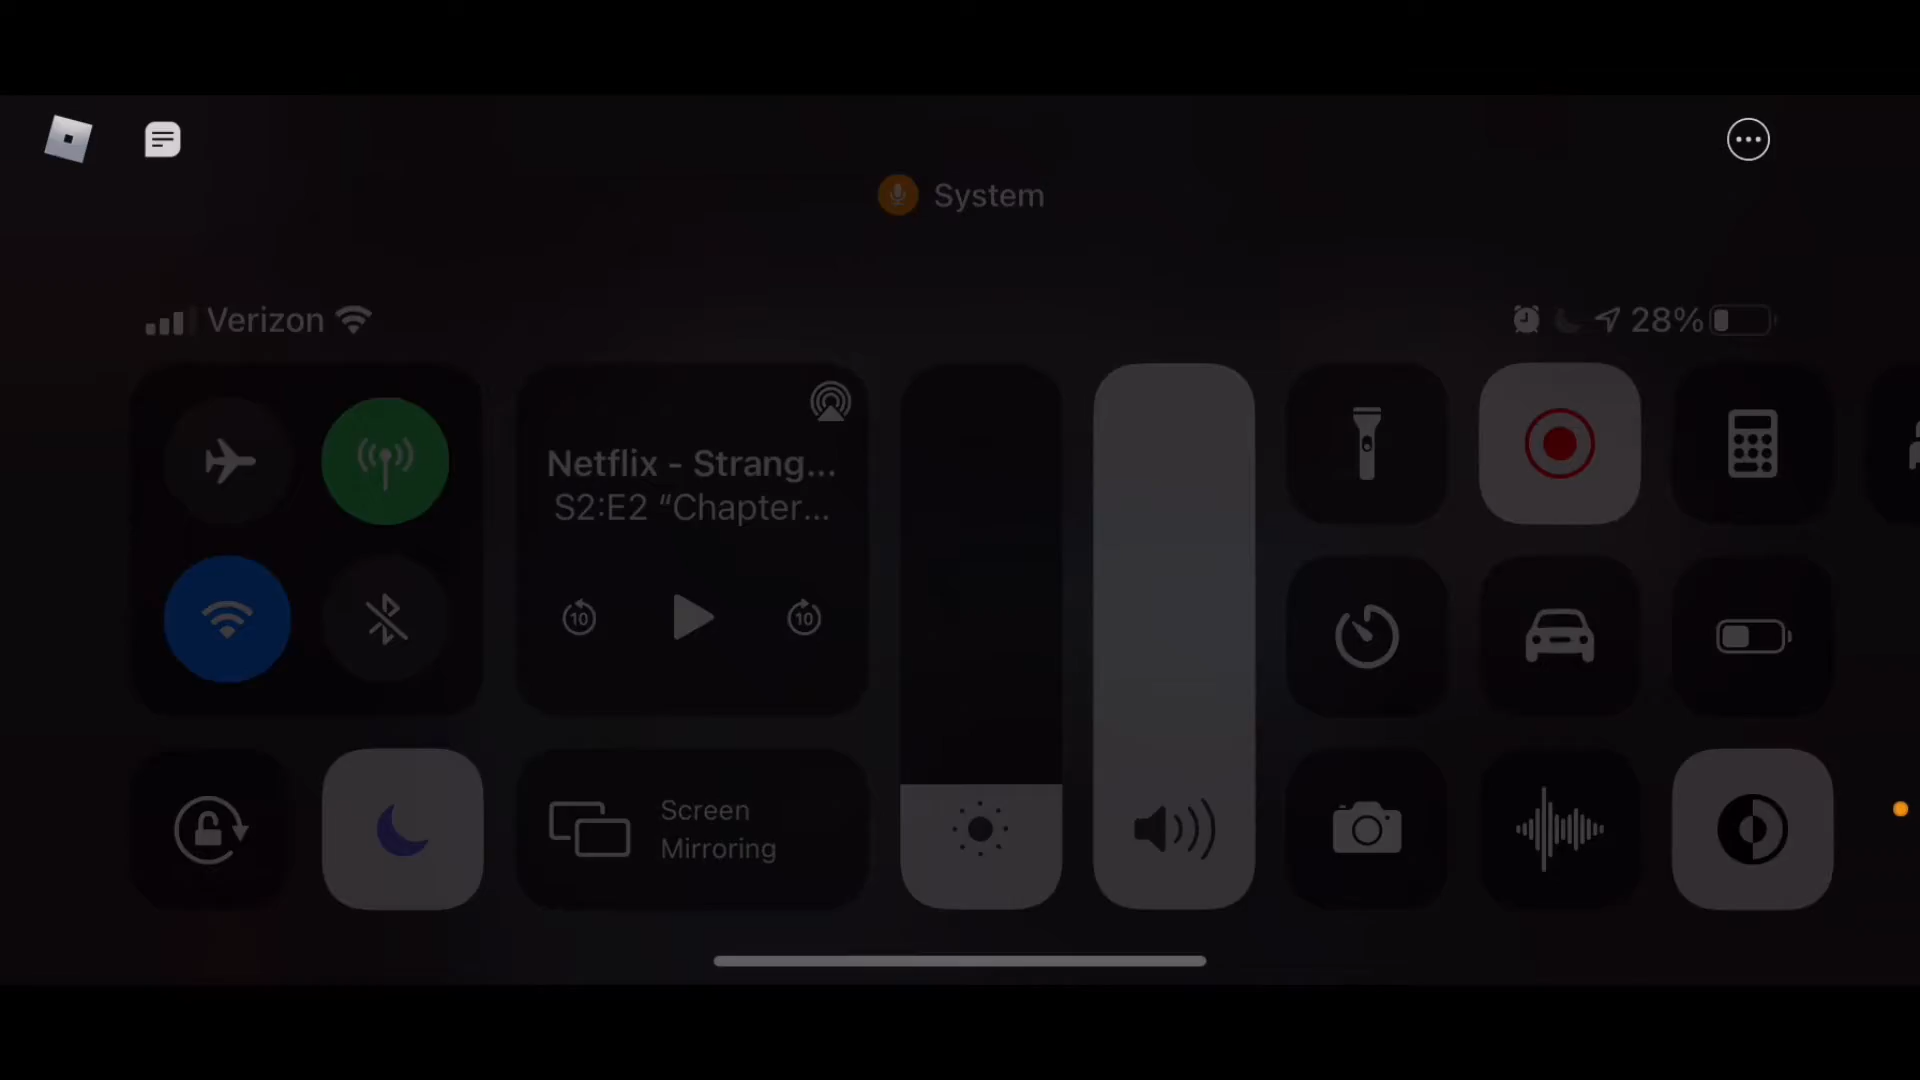 System
Verizon
28%
Netflix - Strang...
S2:E2 “Chapter...
10
10
Screen
Mirroring